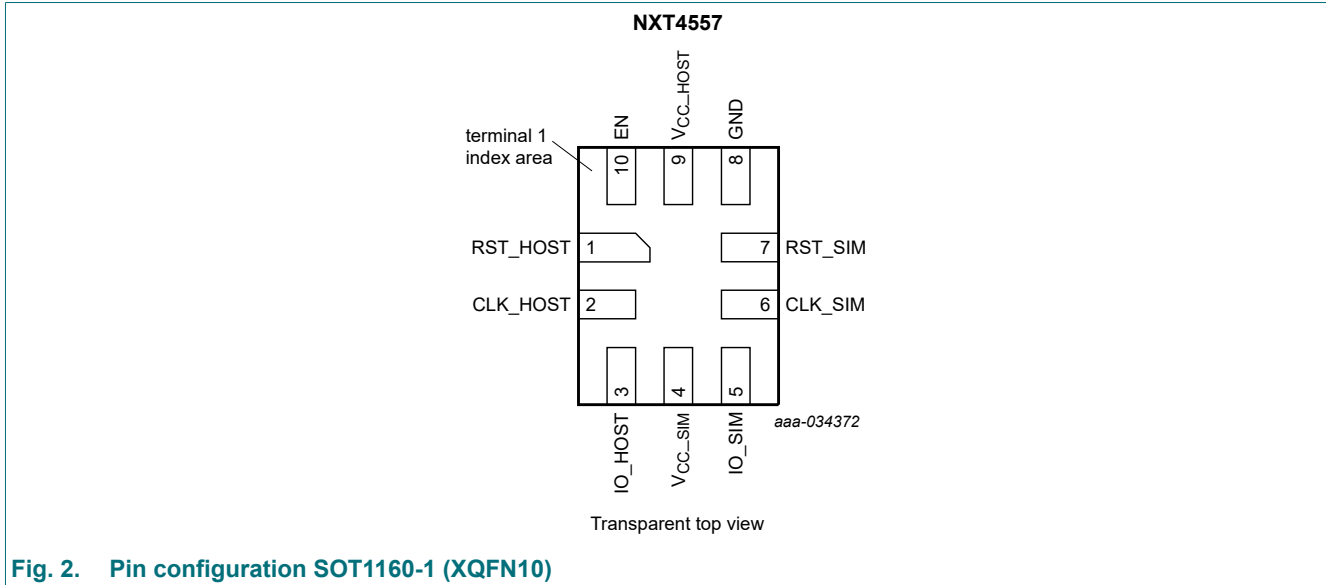 NXT4557
EN
VCC_HOST
GND
terminal 1
index area
10
9
8
RST_HOST
1
7
RST_SIM
CLK_HOST
2
6
CLK_SIM
3
4
5
IO_HOST
VCC_SIM
IO_SIM
aaa-034372
Transparent top view
Fig. 2. Pin configuration SOT1160-1 (XQFN10)